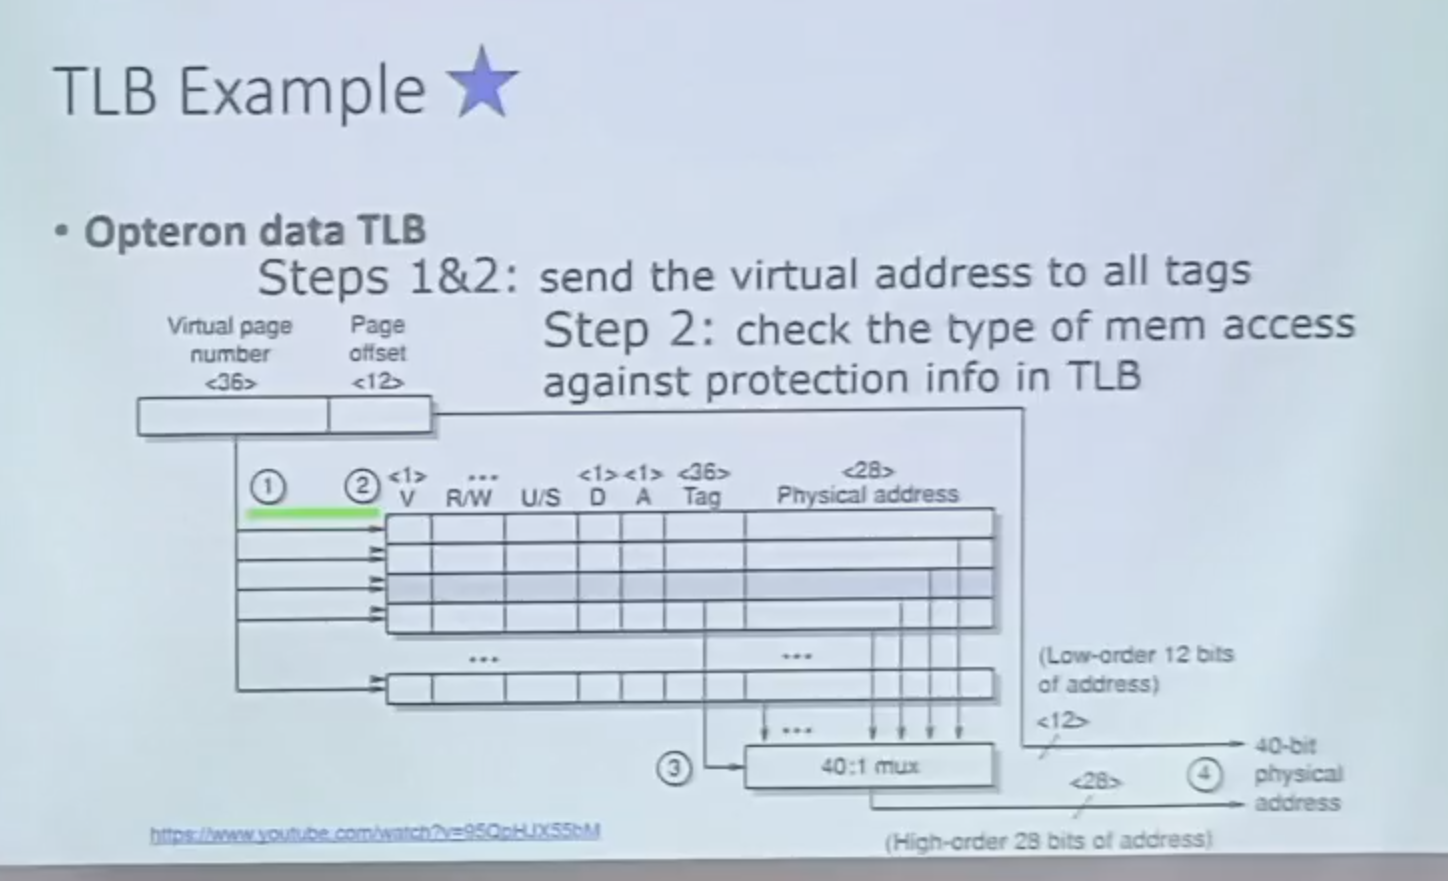 TLB Example
• Opteron data TLB
Steps 1&2: send the virtual address to all tags
Step 2: check the type of mem access
against protection info in TLB
Virtual page
number
<36>
Page
offset
<12>
1
2
<1>
V
...
R/W
U/S
<1>
D
<1>
A
<36>
Tag
<28>
Physical address
...
...
...
3
40:1 mux
(Low-order 12 bits
of address)
<12>
<28>
4
40-bit
physical
address
(High-order 28 bits of address)